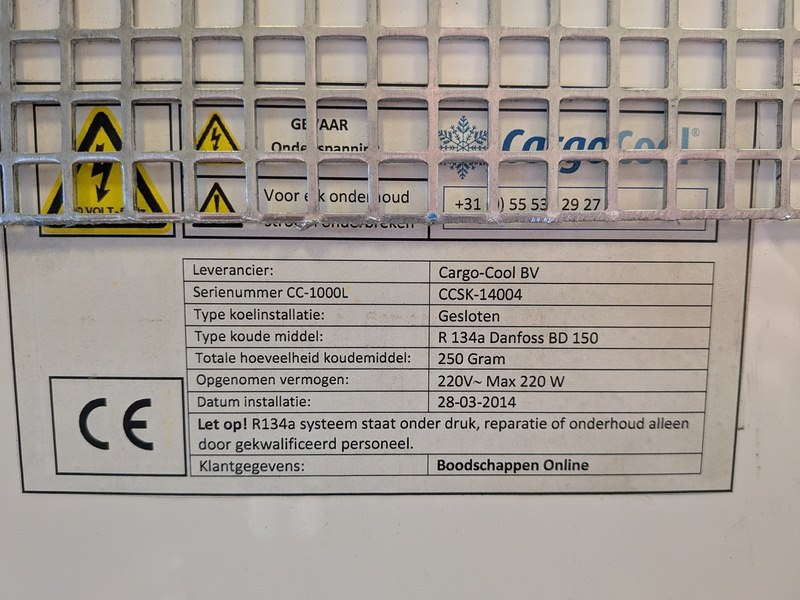 GEVAAR
CargoCool®
Voor elk onderhoud
+31 (0) 55 53 29 27
Leverancier: Cargo-Cool BV
Serienummer CC-1000L CCSK-14004
Type koelinstallatie: Gesloten
Type koude middel: R 134a Danfoss BD 150
Totale hoeveelheid koudemiddel: 250 Gram
Opgenomen vermogen: 220V~ Max 220 W
Datum installatie: 28-03-2014
Let op! R134a systeem staat onder druk, reparatie of onderhoud alleen
door gekwalificeerd personeel.
CE
Klantgegevens: Boodschappen Online